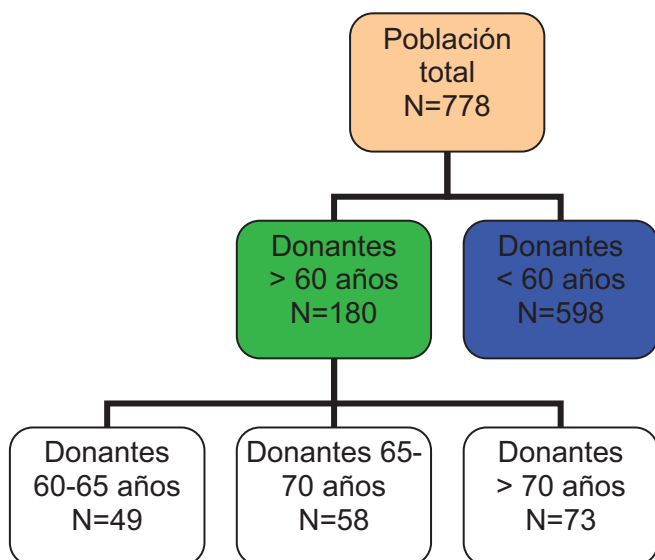 Población
total
N=778
Donantes
> 60 años
N=180
Donantes
< 60 años
N=598
Donantes
60-65 años
N=49
Donantes 65-
70 años
N=58
Donantes
> 70 años
N=73